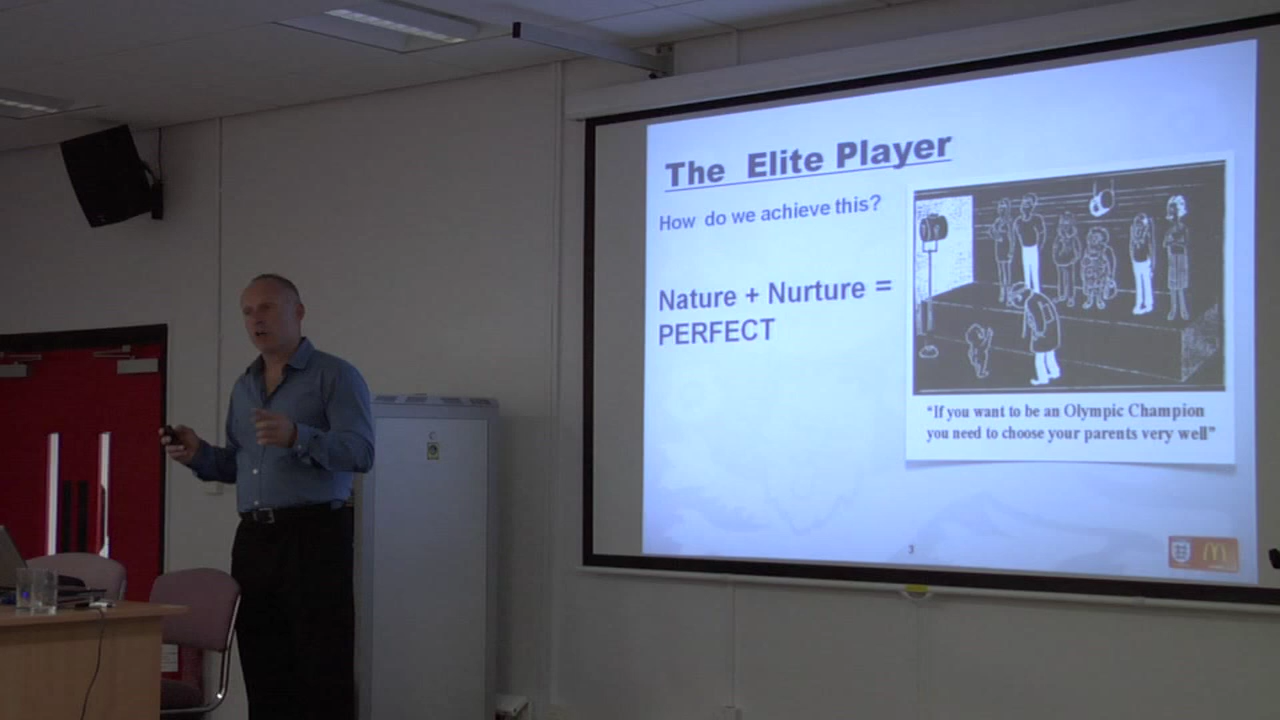 The Elite Player
How do we achieve this?
Nature + Nurture =
PERFECT
“If you want to be an Olympic Champion
you need to choose your parents very well”
3